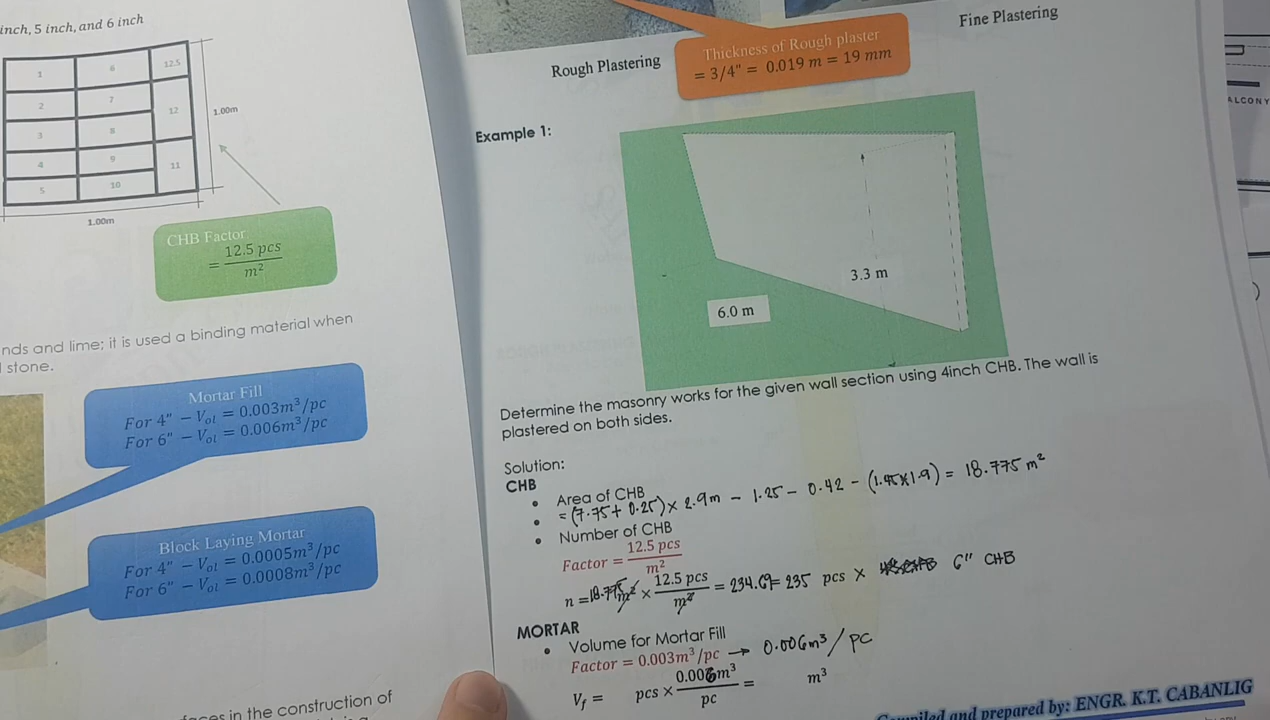 inch, 5 inch, and 6 inch
1
6
12.5
2
7
12
3
8
4
9
11
5
10
1.00m
1.00m
CHB Factor
= 12.5 pcs
m²
nds and lime; it is used a binding material when
stone.
Mortar Fill
For 4" − Vol = 0.003m³/pc
For 6" − Vol = 0.006m³/pc
Block Laying Mortar
For 4" − Vol = 0.0005m³/pc
For 6" − Vol = 0.0008m³/pc
faces in the construction of
Rough Plastering
Thickness of Rough plaster
= 3/4" = 0.019 m = 19 mm
Fine Plastering
Example 1:
3.3 m
6.0 m
Determine the masonry works for the given wall section using 4inch CHB. The wall is
plastered on both sides.
Solution:
CHB
• Area of CHB
• = (7.75 + 0.25) × 2.9m − 1.25 − 0.42 − (1.45×1.9) = 18.775 m²
• Number of CHB
Factor = 12.5 pcs
m²
n = 18.775 m² × 12.5 pcs / m² = 234.69 = 235 pcs × 6" CHB
MORTAR
• Volume for Mortar Fill
Factor = 0.003m³/pc → 0.006m³/pc
Vf = pcs × 0.006m³ / pc = m³
Compiled and prepared by: ENGR. K.T. CABANLIG
ALCONY